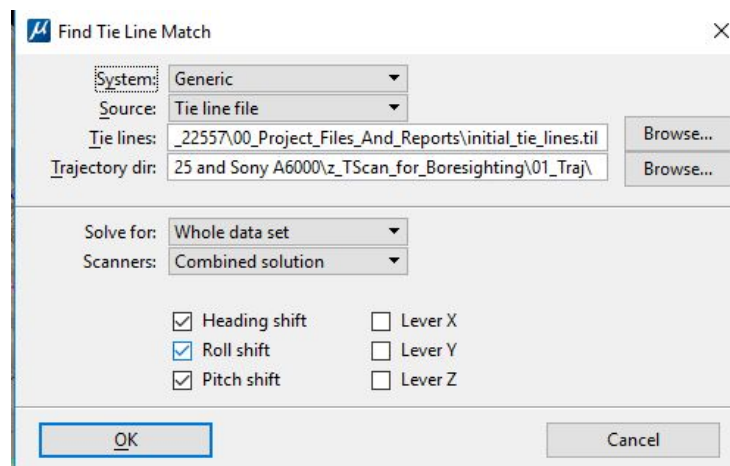 Find Tie Line Match
System: Generic
Source: Tie line file
Tie lines: _22557\00_Project_Files_And_Reports\initial_tie_lines.til Browse...
Trajectory dir: 25 and Sony A6000\z_TScan_for_Boresighting\01_Traj\ Browse...
Solve for: Whole data set
Scanners: Combined solution
Heading shift Lever X
Roll shift Lever Y
Pitch shift Lever Z
OK Cancel